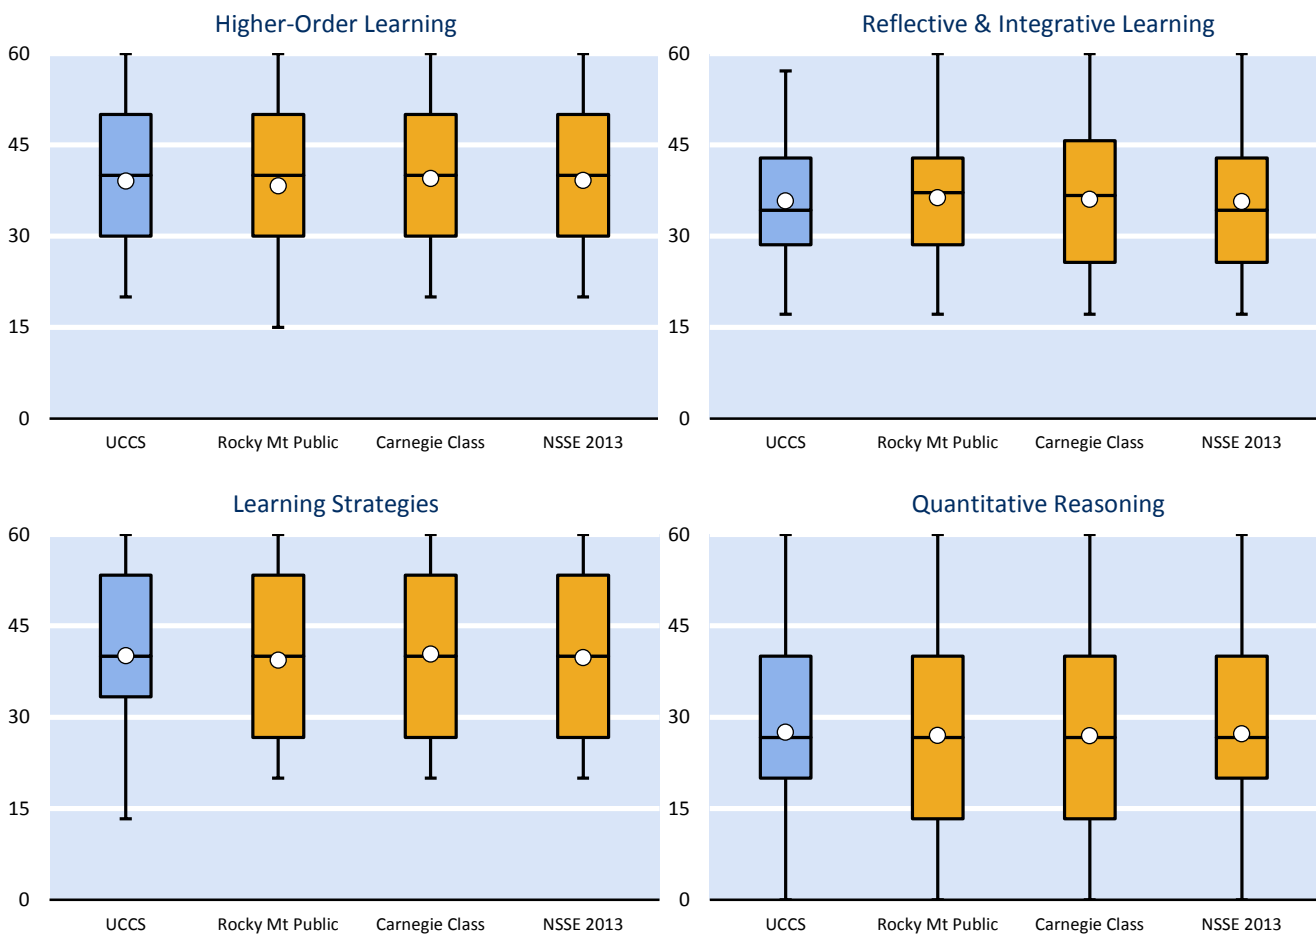 Higher-Order Learning
60
45
30
15
0
UCCS Rocky Mt Public Carnegie Class NSSE 2013
Reflective & Integrative Learning
60
45
30
15
0
UCCS Rocky Mt Public Carnegie Class NSSE 2013
Learning Strategies
60
45
30
15
0
UCCS Rocky Mt Public Carnegie Class NSSE 2013
Quantitative Reasoning
60
45
30
15
0
UCCS Rocky Mt Public Carnegie Class NSSE 2013